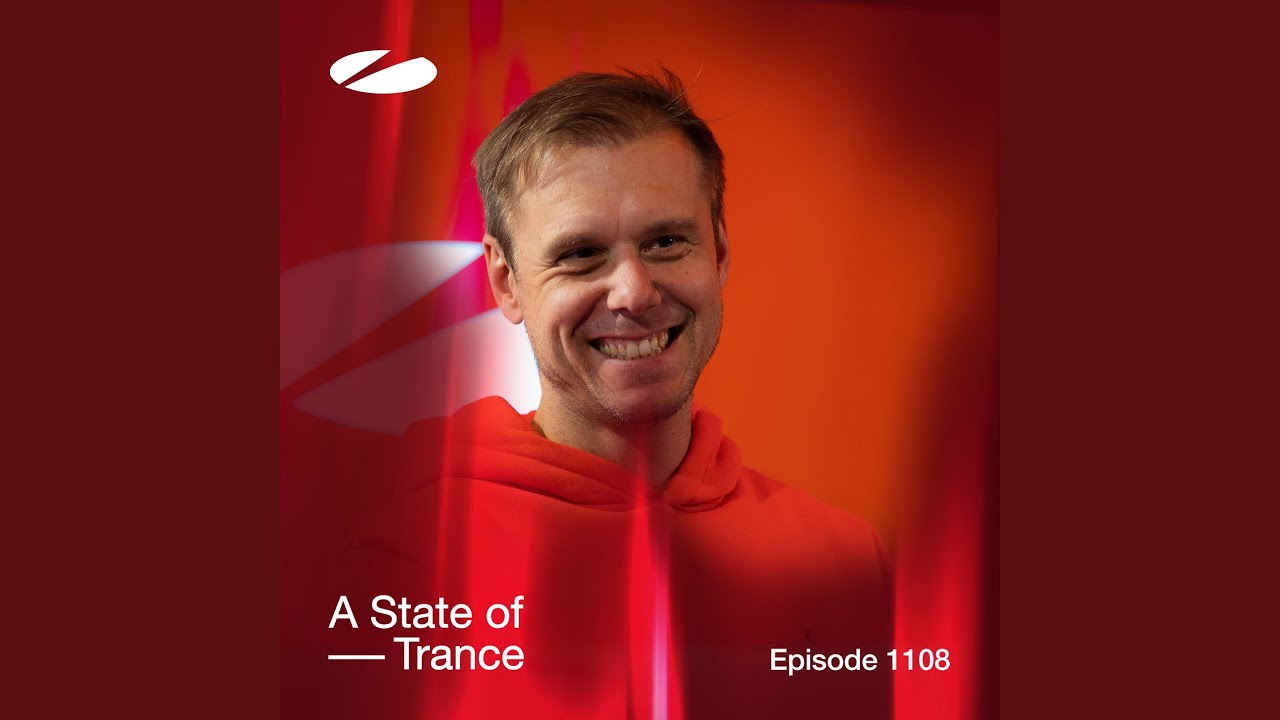 A State of
— Trance
Episode 1108